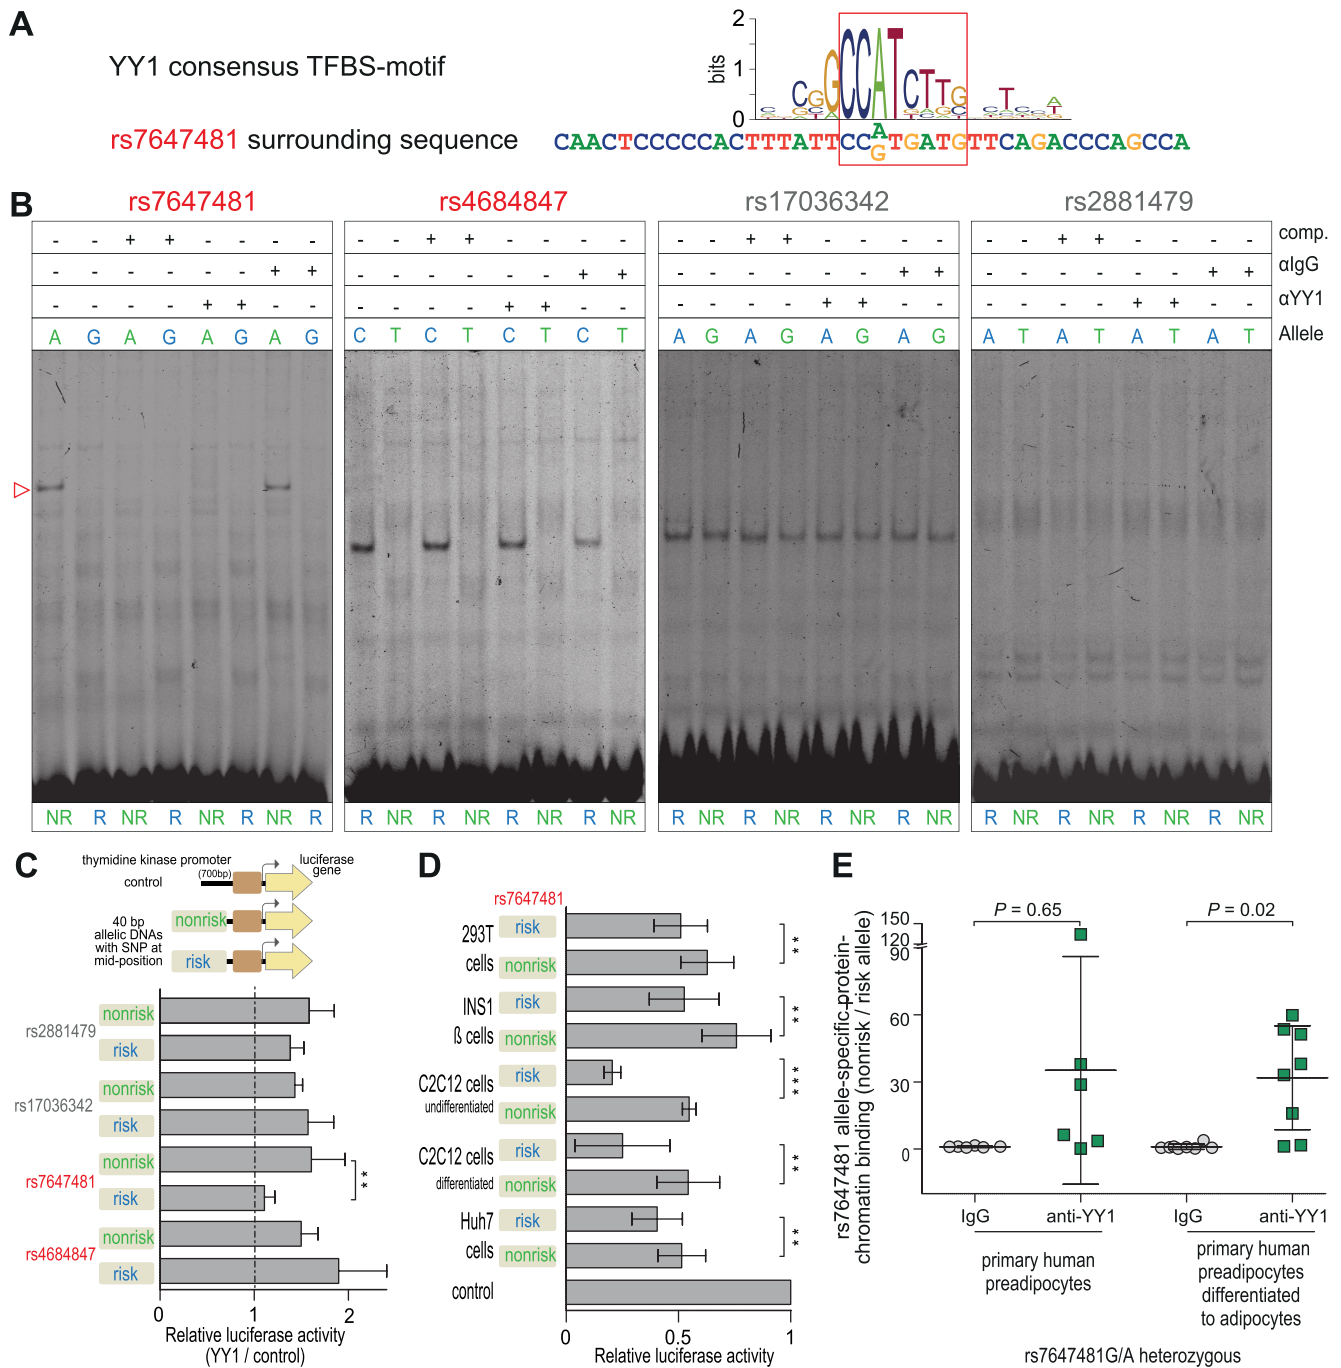 A
YY1 consensus TFBS-motif
bits
2
1
0
CGGCCATCTTG T A
rs7647481 surrounding sequence
CAACTCCCCCACTTTATTCCATGATGTTCAGACCCAGCCA
G
B
rs7647481 rs4684847 rs17036342 rs2881479
- - + + - - - - - - + + - - - - - - + + - - - - - - + + - - - - comp.
- - - - - - + + - - - - - - + + - - - - - - + + - - - - - - + + αIgG
- - - - + + - - - - - - + + - - - - - - + + - - - - - - + + - - αYY1
A G A G A G A G C T C T C T C T A G A G A G A G A T A T A T A T Allele
NR R NR R NR R NR R R NR R NR R NR R NR R NR R NR R NR R NR R NR R NR R NR R NR
C
thymidine kinase promoter
(700bp)
luciferase
gene
control
40 bp
allelic DNAs
with SNP at
mid-position
nonrisk
risk
rs2881479
nonrisk
risk
rs17036342
nonrisk
risk
rs7647481
nonrisk
risk
**
rs4684847
nonrisk
risk
0 1 2
Relative luciferase activity
(YY1 / control)
D
rs7647481
293T
cells
risk
nonrisk
**
INS1
ß cells
risk
nonrisk
**
C2C12 cells
undifferentiated
risk
nonrisk
***
C2C12 cells
differentiated
risk
nonrisk
**
Huh7
cells
risk
nonrisk
**
control
0 0.5 1
Relative luciferase activity
E
rs7647481 allele-specific-protein-
chromatin binding (nonrisk / risk allele)
150
120
90
60
30
0
P = 0.65 P = 0.02
IgG anti-YY1 IgG anti-YY1
primary human
preadipocytes
primary human
preadipocytes
differentiated
to adipocytes
rs7647481G/A heterozygous